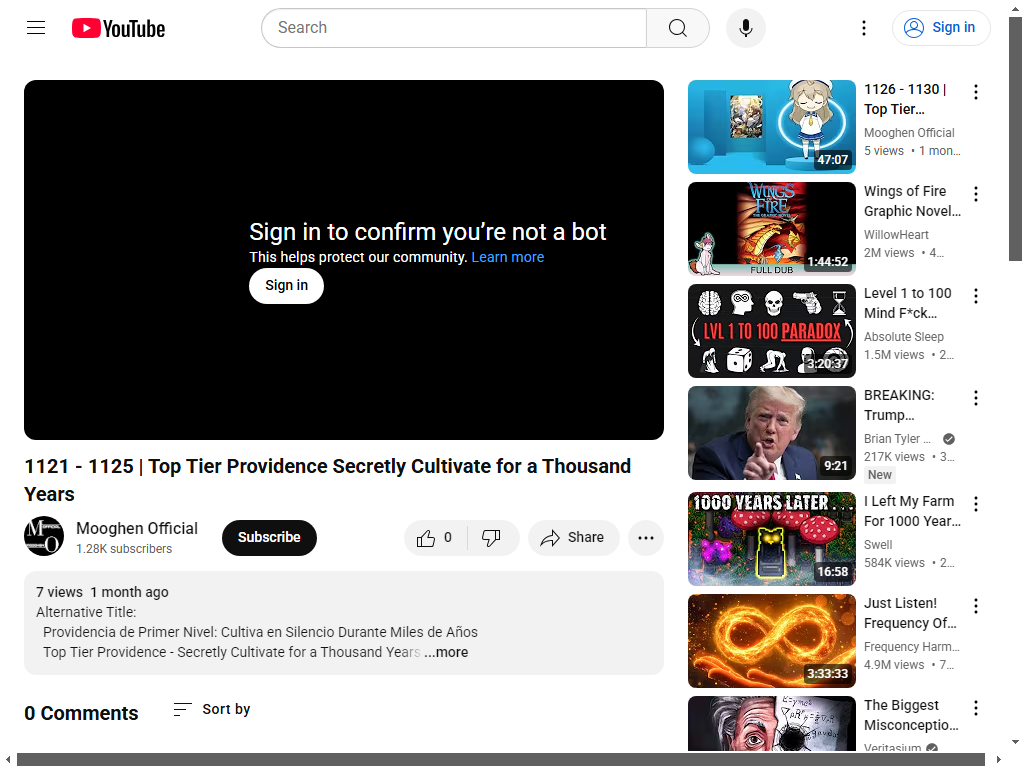 YouTube
Search
Sign in
Sign in to confirm you’re not a bot
This helps protect our community. Learn more
Sign in
1121 - 1125 | Top Tier Providence Secretly Cultivate for a Thousand
Years
Mooghen Official
1.28K subscribers
Subscribe
0
Share
7 views 1 month ago
Alternative Title:
Providencia de Primer Nivel: Cultiva en Silencio Durante Miles de Años
Top Tier Providence - Secretly Cultivate for a Thousand Years ...more
0 Comments
Sort by
47:07
1126 - 1130 |
Top Tier…
Mooghen Official
5 views • 1 mon…
WINGS
OF
FIRE
THE GRAPHIC NOVEL
FULL DUB
1:44:52
Wings of Fire
Graphic Novel…
WillowHeart
2M views • 4…
LVL 1 TO 100 PARADOX
3:20:37
Level 1 to 100
Mind F*ck…
Absolute Sleep
1.5M views • 2…
9:21
BREAKING:
Trump…
Brian Tyler …
217K views • 3…
New
1000 YEARS LATER . . .
16:58
I Left My Farm
For 1000 Year…
Swell
584K views • 2…
3:33:33
Just Listen!
Frequency Of…
Frequency Harm…
4.9M views • 7…
The Biggest
Misconceptio…
Veritasium